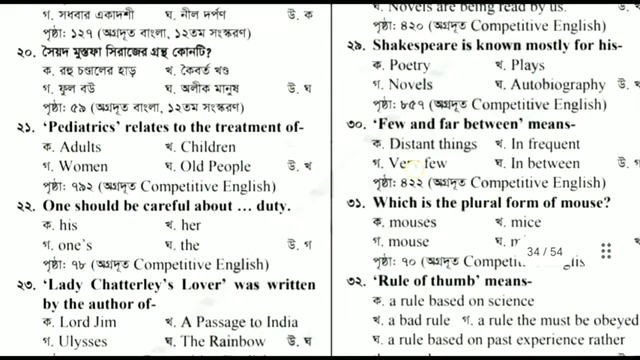 গ. সধবার একাদশী ঘ. নীল দর্পণ উ. ক
পৃষ্ঠা: ১২৭ (অগ্রদূত বাংলা, ১২তম সংস্করণ)
২০. সৈয়দ মুস্তফা সিরাজের গ্রন্থ কোনটি?
ক. রহু চণ্ডালের হাড় খ. কৈবর্ত খণ্ড
গ. ফুল বউ ঘ. অলীক মানুষ উ. ঘ
পৃষ্ঠা: ৫৯ (অগ্রদূত বাংলা, ১২তম সংস্করণ)
২১. ‘Pediatrics’ relates to the treatment of-
ক. Adults খ. Children
গ. Women ঘ. Old People উ. খ
পৃষ্ঠা: ৭৯২ (অগ্রদূত Competitive English)
২২. One should be careful about ... duty.
ক. his খ. her
গ. one’s ঘ. the উ. গ
পৃষ্ঠা: ৭৮ (অগ্রদূত Competitive English)
২৩. ‘Lady Chatterley’s Lover’ was written
by the author of-
ক. Lord Jim খ. A Passage to India
গ. Ulysses ঘ. The Rainbow উ. ঘ
ঘ. Novels are being read by us.
পৃষ্ঠা: ৪২০ (অগ্রদূত Competitive English)
২৯. Shakespeare is known mostly for his-
ক. Poetry খ. Plays
গ. Novels ঘ. Autobiography উ. খ
পৃষ্ঠা: ৮৫৭ (অগ্রদূত Competitive English)
৩০. ‘Few and far between’ means-
ক. Distant things খ. In frequent
গ. Very few ঘ. In between উ.
পৃষ্ঠা: ৪২২ (অগ্রদূত Competitive English)
৩১. Which is the plural form of mouse?
ক. mouses খ. mice
গ. mouse ঘ.
34 / 54
পৃষ্ঠা: ৭০ (অগ্রদূত
৩২. ‘Rule of thumb’ means-
ক. a rule based on science
খ. a bad rule গ. a rule the must be obeyed
ঘ. a rule based on past experience rather